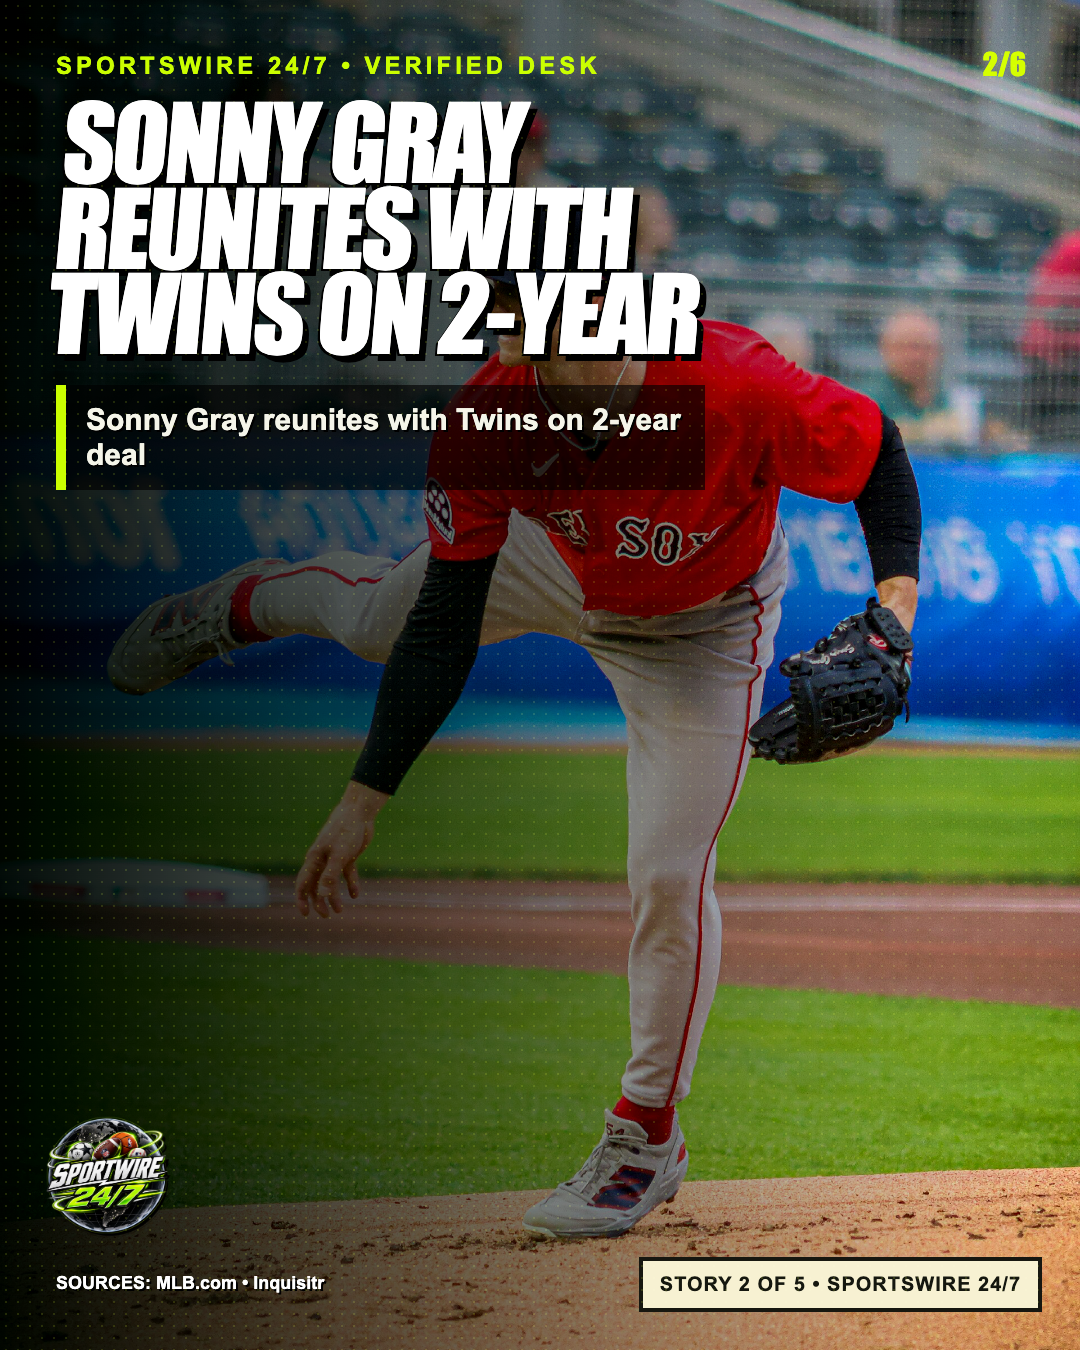 SPORTSWIRE 24/7 • VERIFIED DESK
2/6
SONNY GRAY
REUNITES WITH
TWINS ON 2-YEAR
Sonny Gray reunites with Twins on 2-year
deal
SOX
SPORTWIRE
24/7
SOURCES: MLB.com • Inquisitr
STORY 2 OF 5 • SPORTSWIRE 24/7